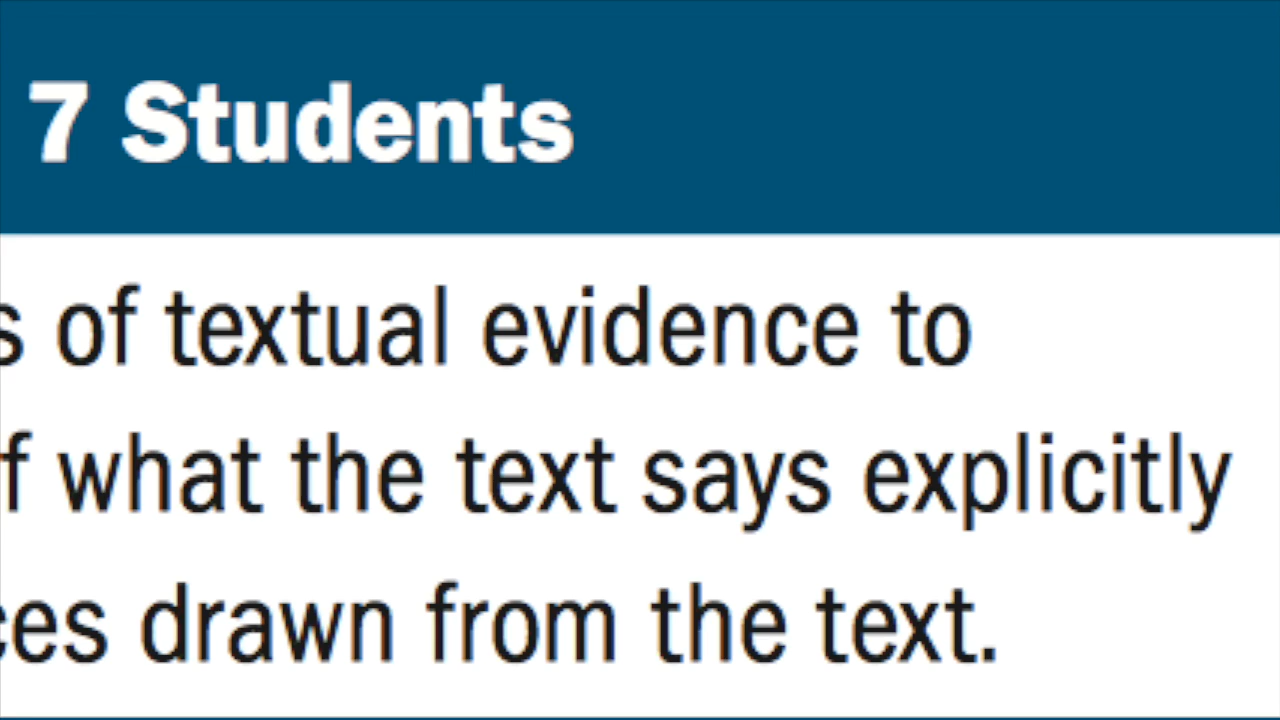 7 Students
s of textual evidence to
f what the text says explicitly
ces drawn from the text.